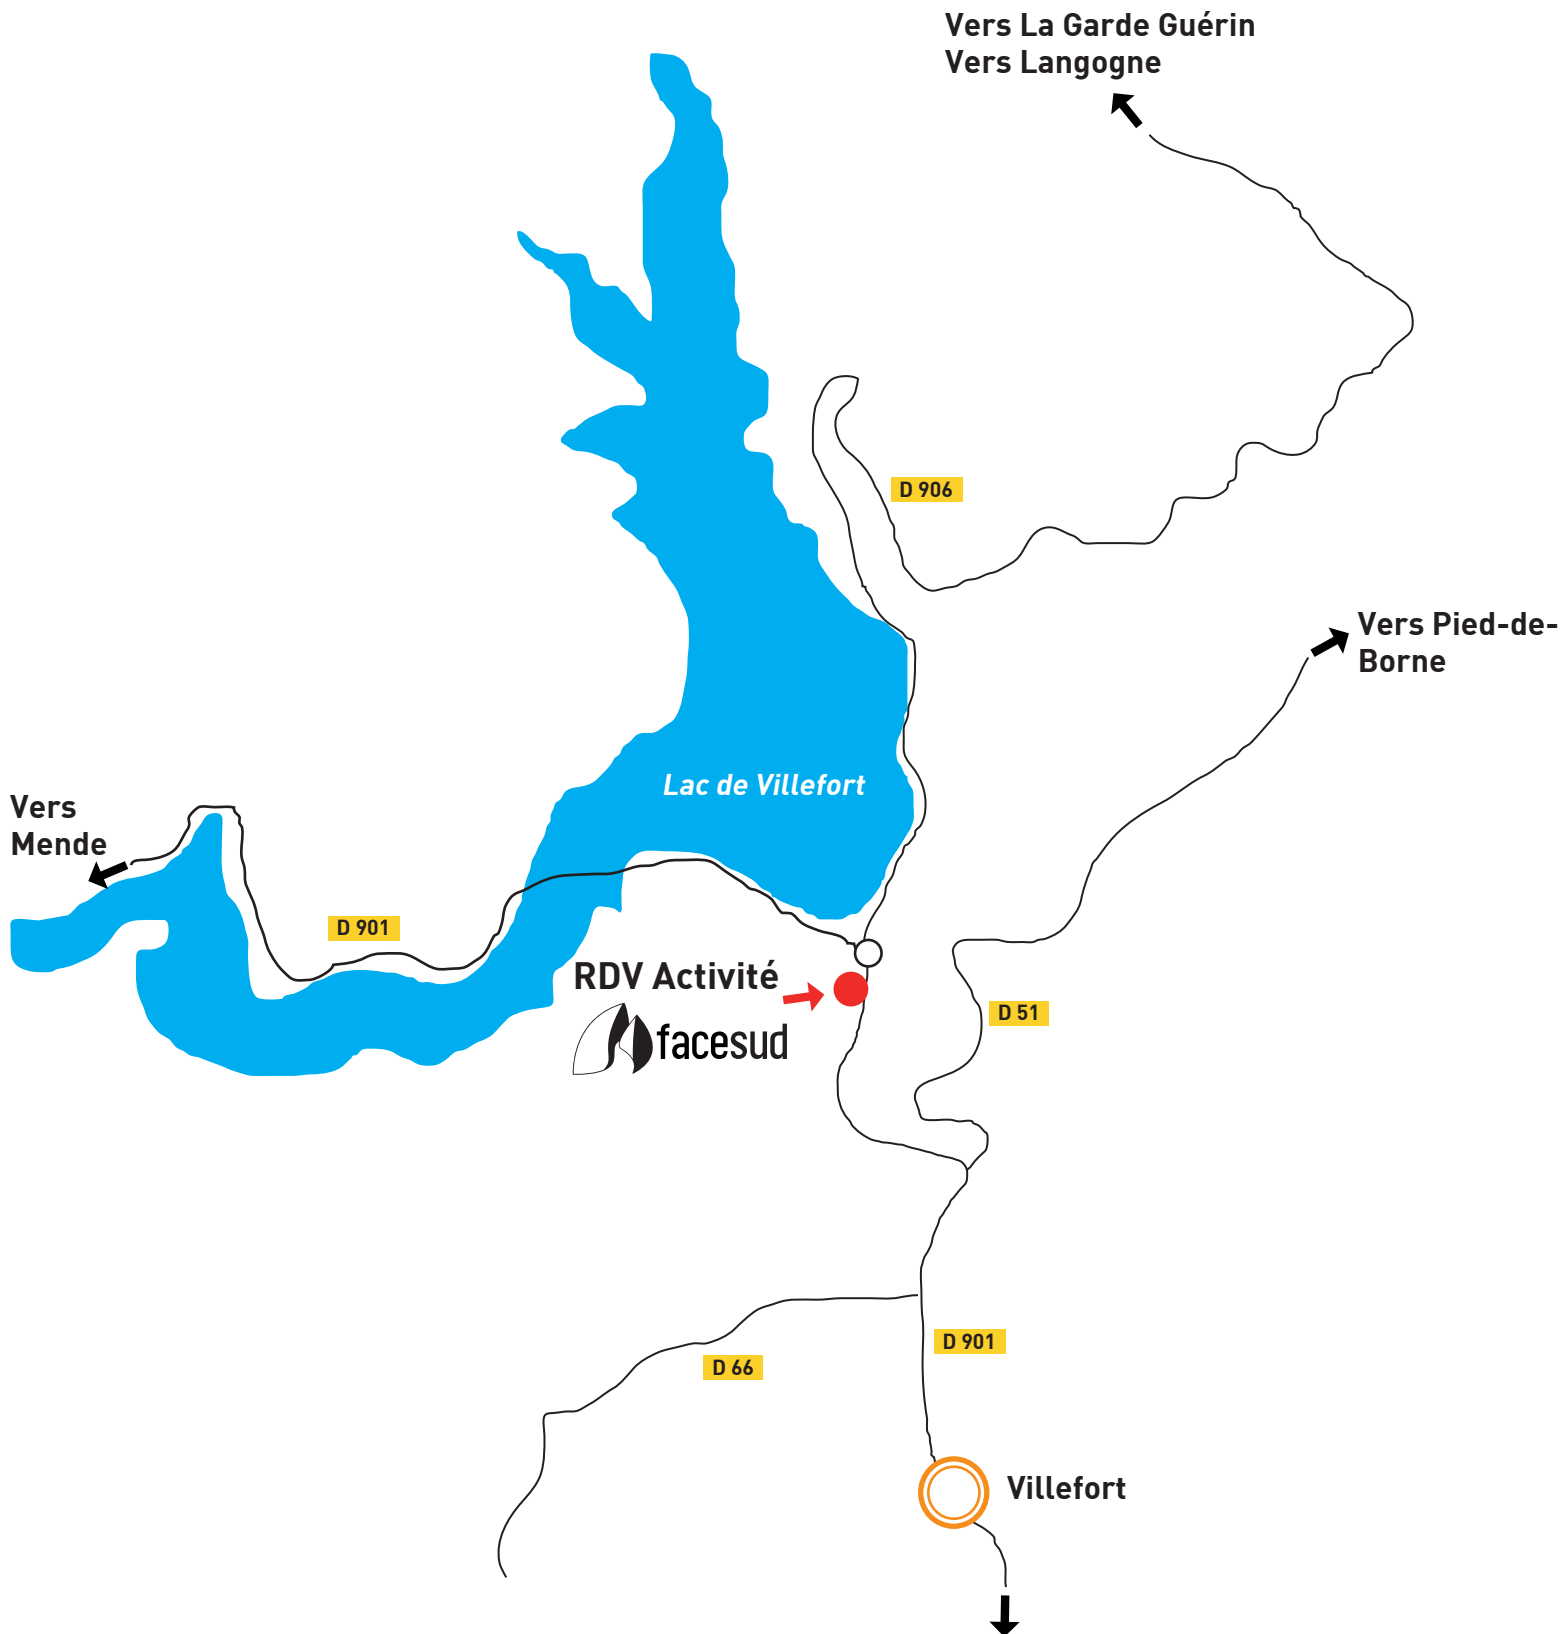 Vers La Garde Guérin
Vers Langogne
D 906
Vers Pied-de-
Borne
Lac de Villefort
Vers
Mende
D 901
RDV Activité
facesud
D 51
D 901
D 66
Villefort